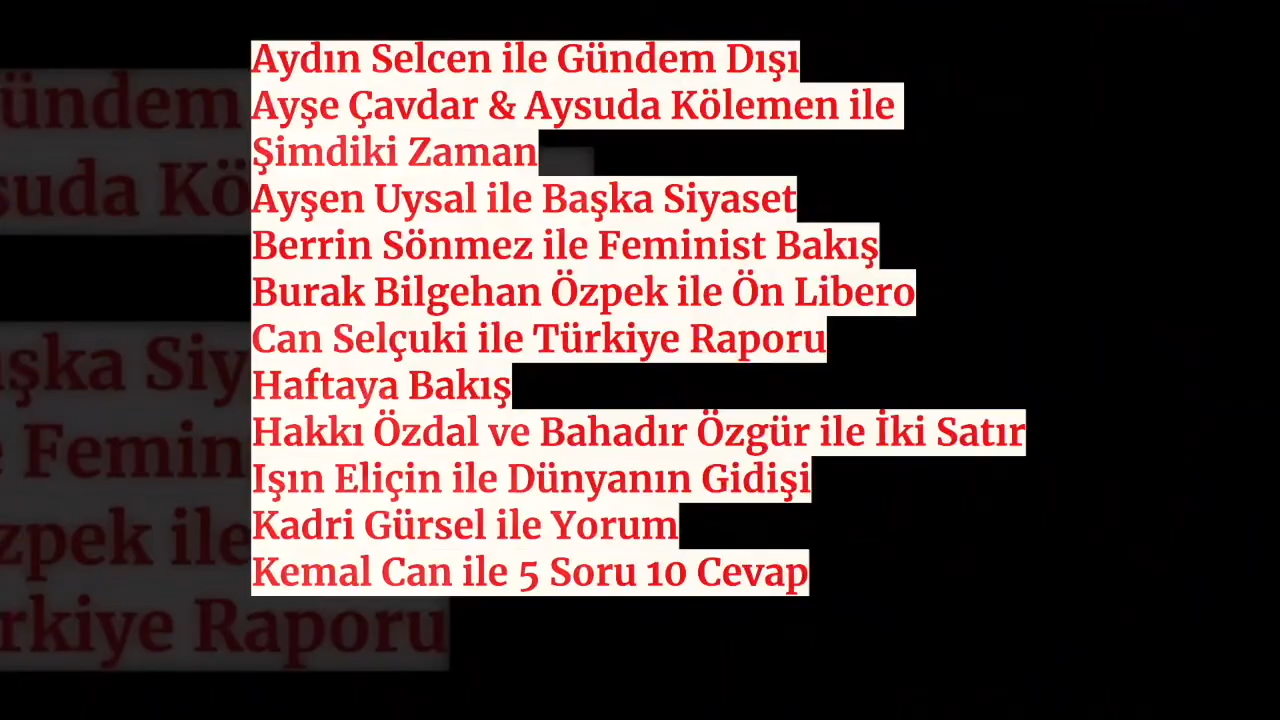 Aydın Selcen ile Gündem Dışı
Ayşe Çavdar & Aysuda Kölemen ile
Şimdiki Zaman
Ayşen Uysal ile Başka Siyaset
Berrin Sönmez ile Feminist Bakış
Burak Bilgehan Özpek ile Ön Libero
Can Selçuki ile Türkiye Raporu
Haftaya Bakış
Hakkı Özdal ve Bahadır Özgür ile İki Satır
Işın Eliçin ile Dünyanın Gidişi
Kadri Gürsel ile Yorum
Kemal Can ile 5 Soru 10 Cevap